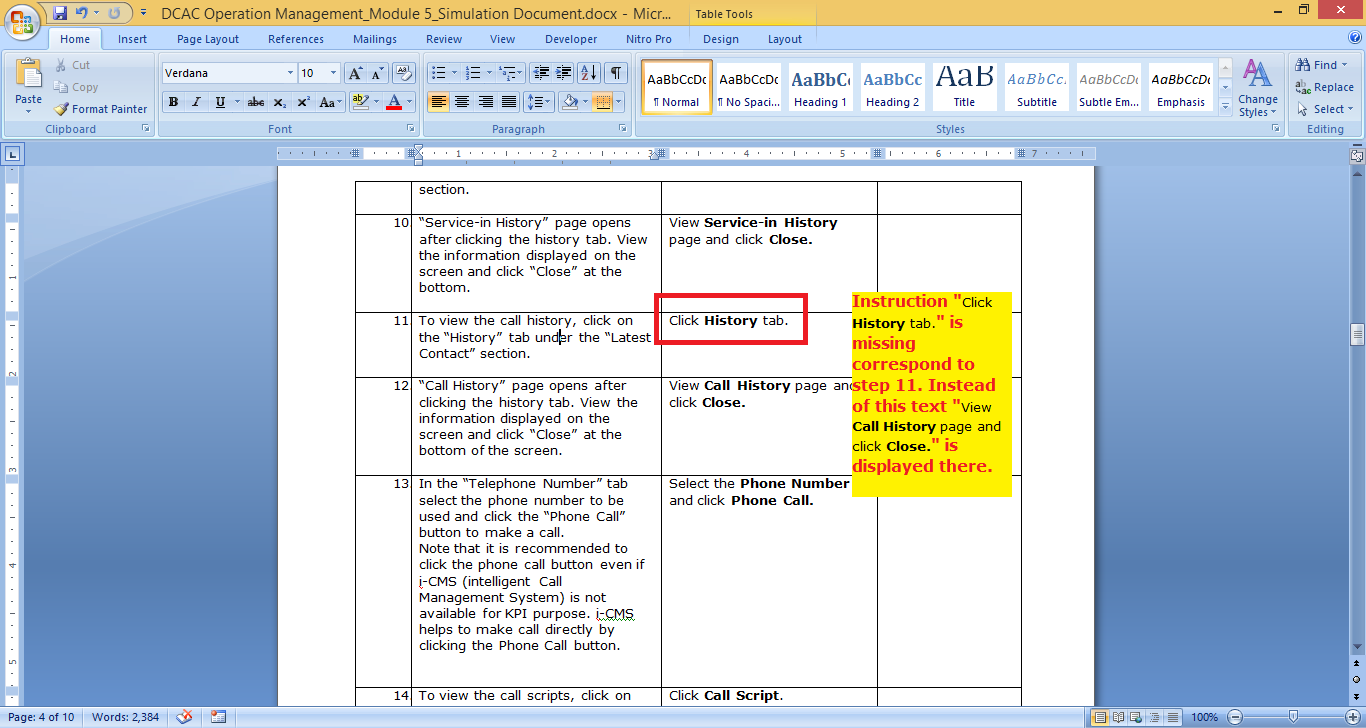 DCAC Operation Management_Module 5_Simulation Document.docx - Micr...
Table Tools
Home Insert Page Layout References Mailings Review View Developer Nitro Pro Design Layout
Paste
Cut
Copy
Format Painter
Clipboard
Verdana 10
B I U abc X₂ X² Aa ab A
Font
Paragraph
AaBbCcDc AaBbCcDc AaBbC AaBbCc AaB AaBbCc. AaBbCcDc AaBbCcDc
¶ Normal ¶ No Spaci... Heading 1 Heading 2 Title Subtitle Subtle Em... Emphasis
Change
Styles
Styles
Find
Replace
Select
Editing
1 2 3 4 5 6 7
section.
10 “Service-in History” page opens
after clicking the history tab. View
the information displayed on the
screen and click “Close” at the
bottom.
View Service-in History
page and click Close.
11 To view the call history, click on
the “History” tab under the “Latest
Contact” section.
Click History tab.
12 “Call History” page opens after
clicking the history tab. View the
information displayed on the
screen and click “Close” at the
bottom of the screen.
View Call History page and
click Close.
Instruction "Click
History tab." is
missing
correspond to
step 11. Instead
of this text "View
Call History page and
click Close." is
displayed there.
13 In the “Telephone Number” tab
select the phone number to be
used and click the “Phone Call”
button to make a call.
Note that it is recommended to
click the phone call button even if
i-CMS (intelligent Call
Management System) is not
available for KPI purpose. i-CMS
helps to make call directly by
clicking the Phone Call button.
Select the Phone Number
and click Phone Call.
14 To view the call scripts, click on
Click Call Script.
Page: 4 of 10 Words: 2,384 100%